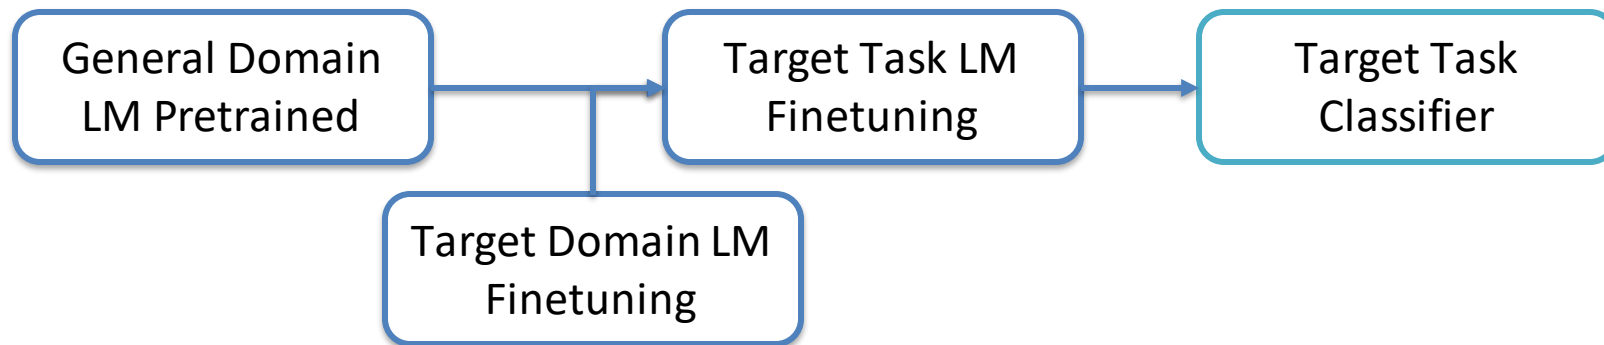 General Domain
LM Pretrained
Target Task LM
Finetuning
Target Task
Classifier
Target Domain LM
Finetuning